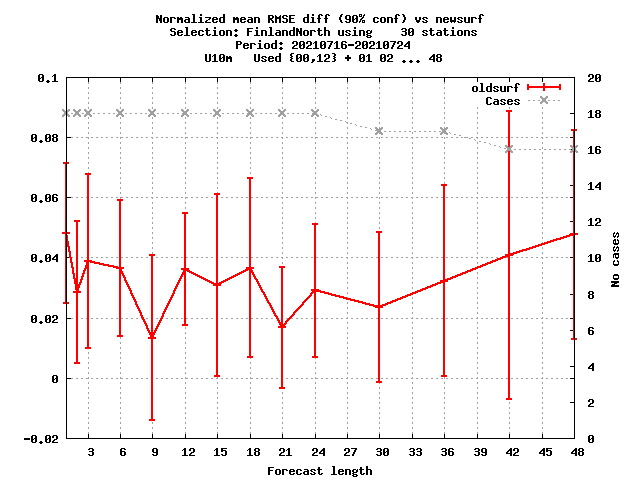 Normalized mean RMSE diff (90% conf) vs newsurf
Selection: FinlandNorth using    30 stations
Period: 20210716-20210724
U10m   Used {00,12} + 01 02 ... 48
0.1
0.08
0.06
0.04
0.02
0
-0.02
oldsurf
Cases
20
18
16
14
12
10
8
6
4
2
0
No cases
3 6 9 12 15 18 21 24 27 30 33 36 39 42 45 48
Forecast length